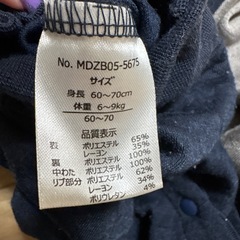 No. MDZB05-5675
サイズ
身長 60～70cm
体重 6～9kg
60－70
品質表示
表 ポリエステル 65%
レーヨン 35%
裏 ポリエステル 100%
中わた ポリエステル 100%
リブ部分 ポリエステル 62%
レーヨン 34%
ポリウレタン 4%